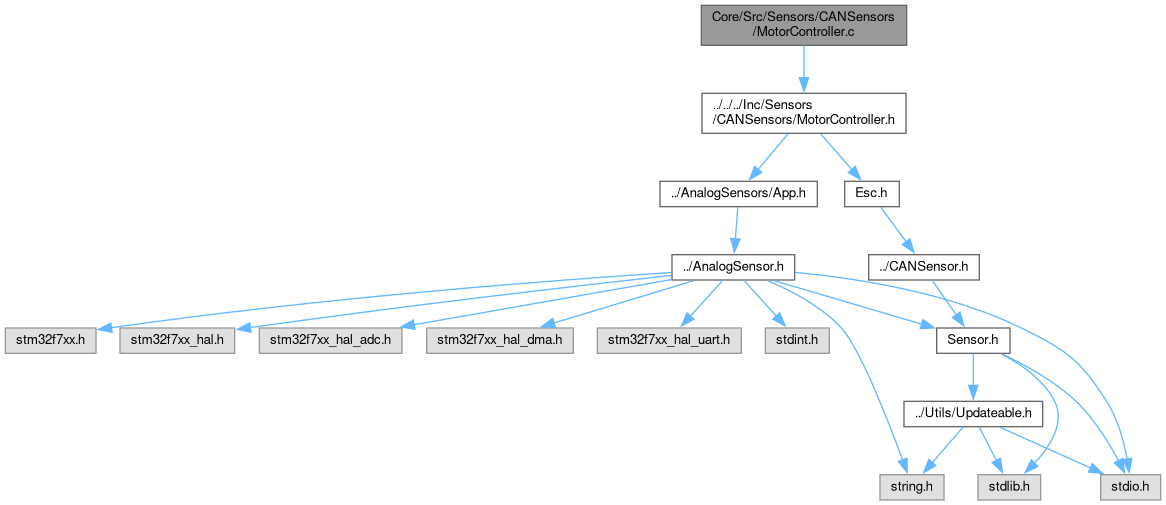 Core/Src/Sensors/CANSensors
/MotorController.c
../../../Inc/Sensors
/CANSensors/MotorController.h
../AnalogSensors/App.h
Esc.h
../AnalogSensor.h
../CANSensor.h
stm32f7xx.h
stm32f7xx_hal.h
stm32f7xx_hal_adc.h
stm32f7xx_hal_dma.h
stm32f7xx_hal_uart.h
stdint.h
Sensor.h
../Utils/Updateable.h
string.h
stdlib.h
stdio.h